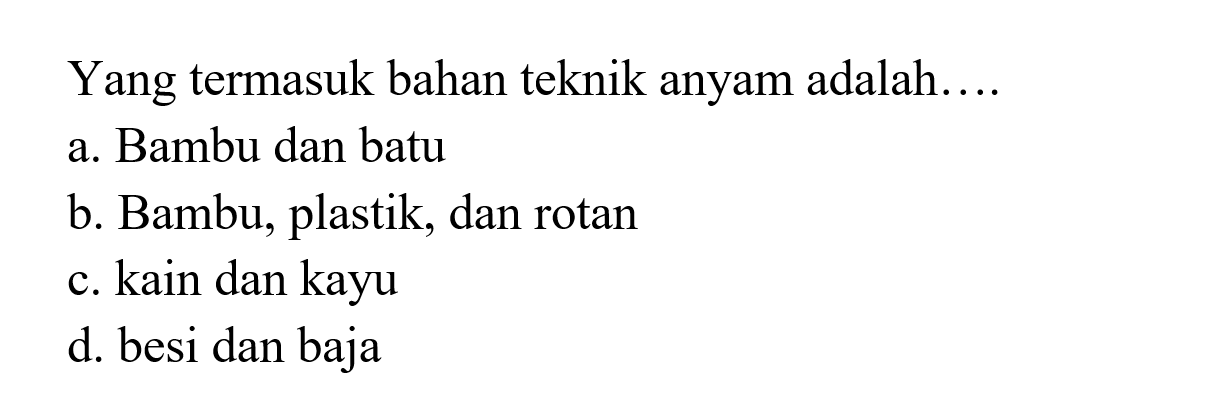 Yang termasuk bahan teknik anyam adalah....
a. Bambu dan batu
b. Bambu, plastik, dan rotan
c. kain dan kayu
d. besi dan baja